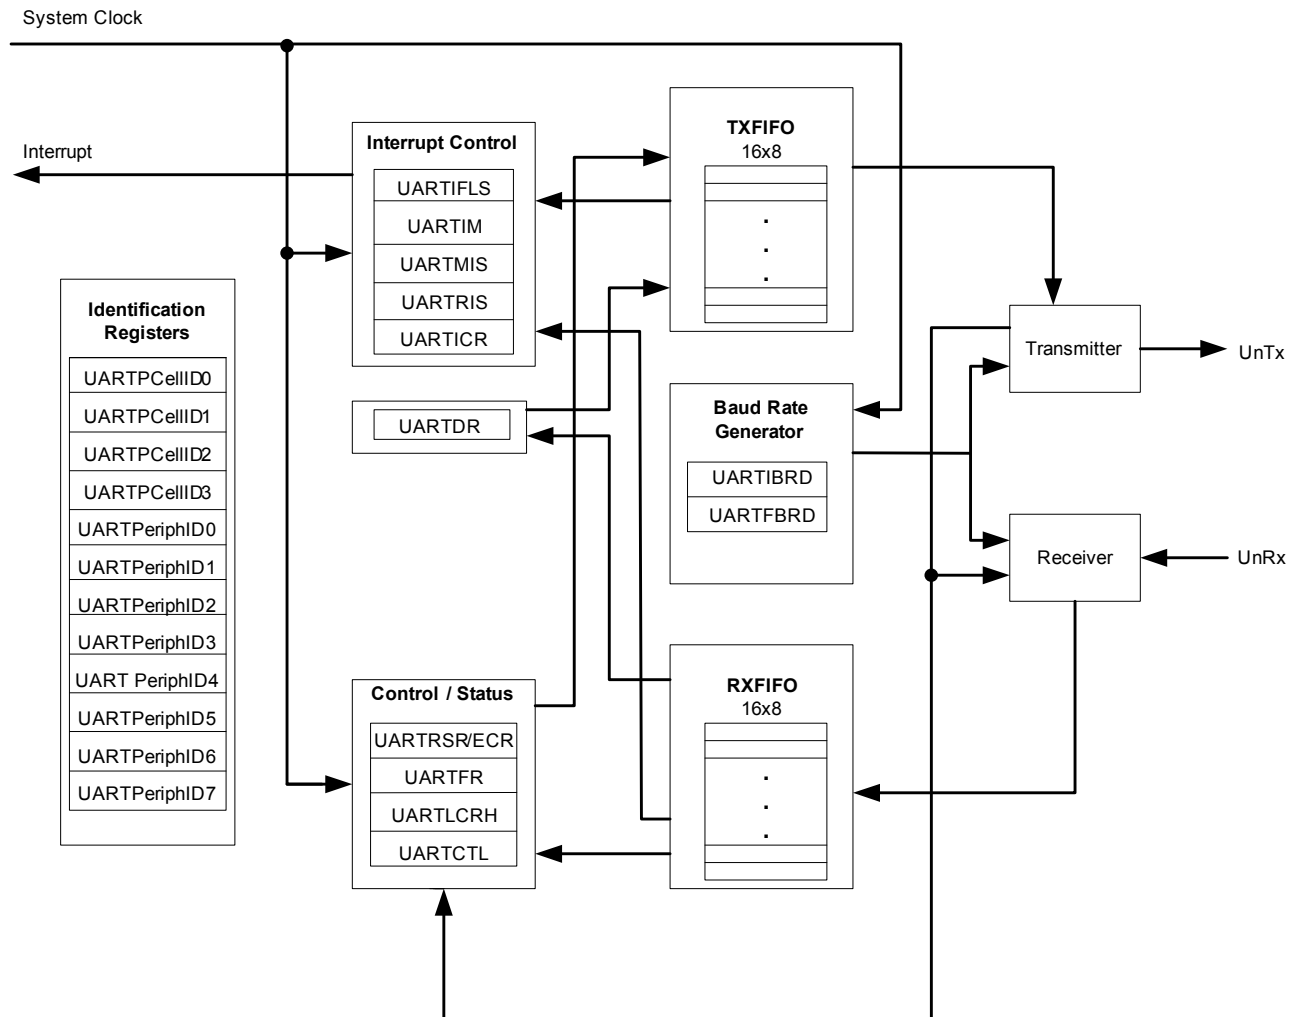 System Clock
Interrupt
Interrupt Control
UARTIFLS
UARTIM
UARTMIS
UARTRIS
UARTICR
TXFIFO
16x8
.
.
.
Identification
Registers
UARTPCellID0
UARTPCellID1
UARTPCellID2
UARTPCellID3
UARTPeriphID0
UARTPeriphID1
UARTPeriphID2
UARTPeriphID3
UART PeriphID4
UARTPeriphID5
UARTPeriphID6
UARTPeriphID7
UARTDR
Baud Rate
Generator
UARTIBRD
UARTFBRD
Transmitter
UnTx
Receiver
UnRx
Control / Status
UARTRSR/ECR
UARTFR
UARTLCRH
UARTCTL
RXFIFO
16x8
.
.
.